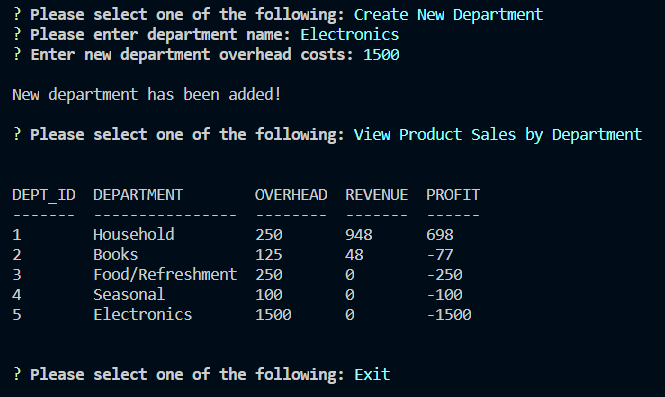 ? Please select one of the following: Create New Department
? Please enter department name: Electronics
? Enter new department overhead costs: 1500
New department has been added!
? Please select one of the following: View Product Sales by Department
DEPT_ID  DEPARTMENT        OVERHEAD  REVENUE  PROFIT
-------  ----------------  --------  -------  ------
1        Household         250       948      698
2        Books             125       48       -77
3        Food/Refreshment  250       0        -250
4        Seasonal          100       0        -100
5        Electronics       1500      0        -1500
? Please select one of the following: Exit